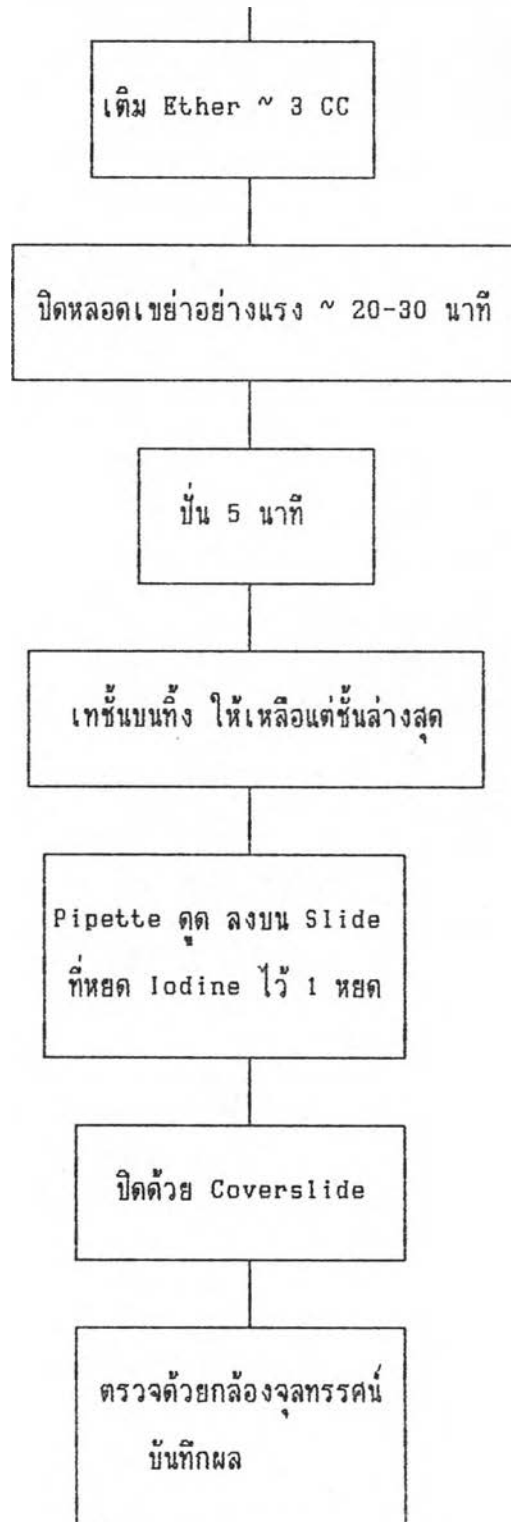 เติม Ether ~ 3 CC
ปิดหลอดเขย่าอย่างแรง ~ 20-30 นาที
ปั่น 5 นาที
เทชั้นบนทิ้ง ให้เหลือแต่ชั้นล่างสุด
Pipette ดูด ลงบน Slide
ที่หยด Iodine ไว้ 1 หยด
ปิดด้วย Coverslide
ตรวจด้วยกล้องจุลทรรศน์
บันทึกผล